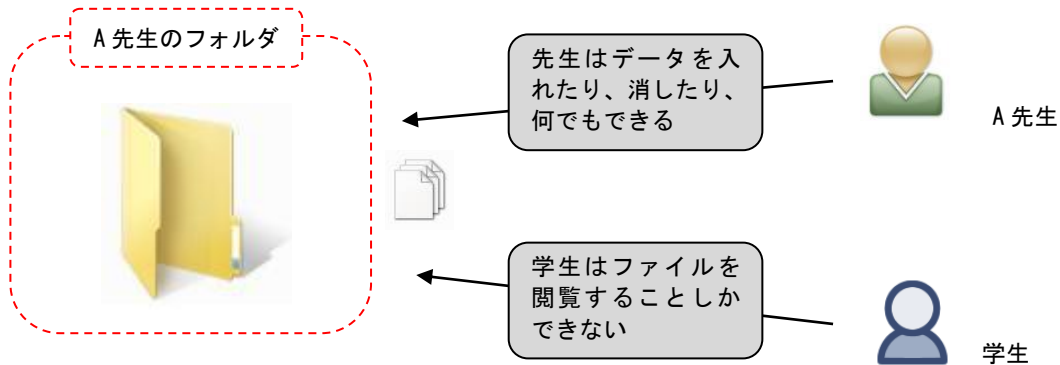 A先生のフォルダ
先生はデータを入
れたり、消したり、
何でもできる
A先生
学生はファイルを
閲覧することしか
できない
学生